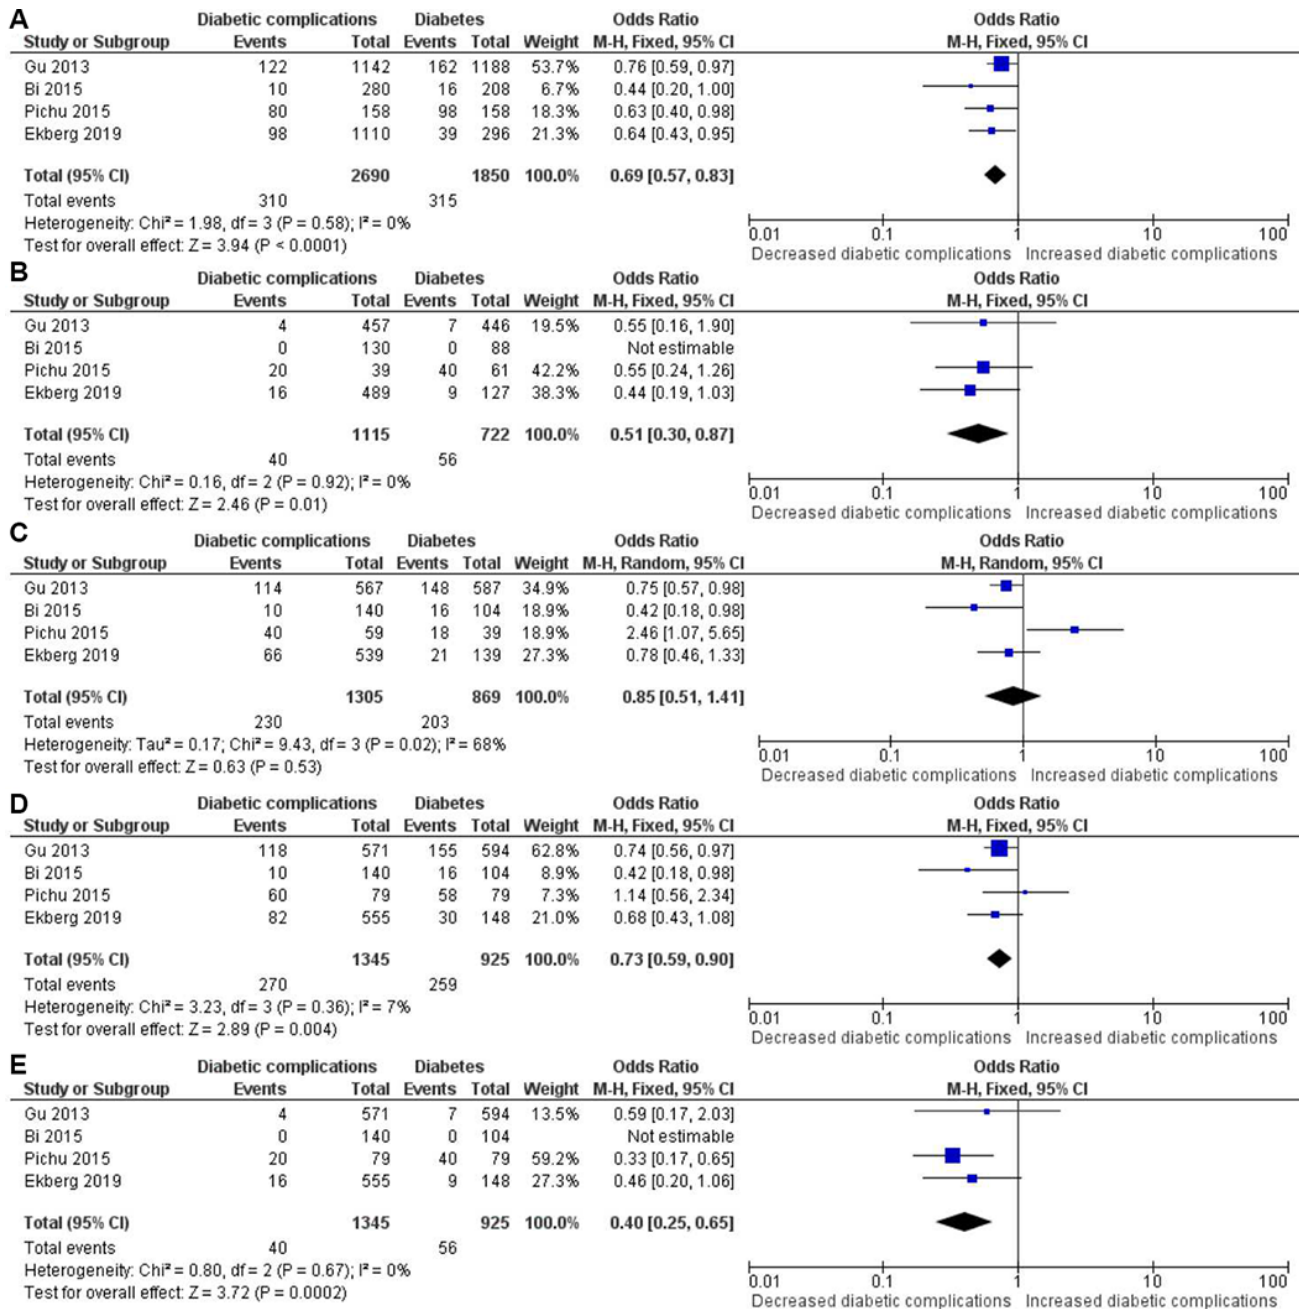 A
Diabetic complications Diabetes Odds Ratio Odds Ratio
Study or Subgroup Events Total Events Total Weight M-H, Fixed, 95% CI M-H, Fixed, 95% CI
Gu 2013 122 1142 162 1188 53.7% 0.76 [0.59, 0.97]
Bi 2015 10 280 16 208 6.7% 0.44 [0.20, 1.00]
Pichu 2015 80 158 98 158 18.3% 0.63 [0.40, 0.98]
Ekberg 2019 98 1110 39 296 21.3% 0.64 [0.43, 0.95]
Total (95% CI) 2690 1850 100.0% 0.69 [0.57, 0.83]
Total events 310 315
Heterogeneity: Chi² = 1.98, df = 3 (P = 0.58); I² = 0%
Test for overall effect: Z = 3.94 (P < 0.0001)
0.01 0.1 1 10 100
Decreased diabetic complications Increased diabetic complications
B
Diabetic complications Diabetes Odds Ratio Odds Ratio
Study or Subgroup Events Total Events Total Weight M-H, Fixed, 95% CI M-H, Fixed, 95% CI
Gu 2013 4 457 7 446 19.5% 0.55 [0.16, 1.90]
Bi 2015 0 130 0 88 Not estimable
Pichu 2015 20 39 40 61 42.2% 0.55 [0.24, 1.26]
Ekberg 2019 16 489 9 127 38.3% 0.44 [0.19, 1.03]
Total (95% CI) 1115 722 100.0% 0.51 [0.30, 0.87]
Total events 40 56
Heterogeneity: Chi² = 0.16, df = 2 (P = 0.92); I² = 0%
Test for overall effect: Z = 2.46 (P = 0.01)
0.01 0.1 1 10 100
Decreased diabetic complications Increased diabetic complications
C
Diabetic complications Diabetes Odds Ratio Odds Ratio
Study or Subgroup Events Total Events Total Weight M-H, Random, 95% CI M-H, Random, 95% CI
Gu 2013 114 567 148 587 34.9% 0.75 [0.57, 0.98]
Bi 2015 10 140 16 104 18.9% 0.42 [0.18, 0.98]
Pichu 2015 40 59 18 39 18.9% 2.46 [1.07, 5.65]
Ekberg 2019 66 539 21 139 27.3% 0.78 [0.46, 1.33]
Total (95% CI) 1305 869 100.0% 0.85 [0.51, 1.41]
Total events 230 203
Heterogeneity: Tau² = 0.17; Chi² = 9.43, df = 3 (P = 0.02); I² = 68%
Test for overall effect: Z = 0.63 (P = 0.53)
0.01 0.1 1 10 100
Decreased diabetic complications Increased diabetic complications
D
Diabetic complications Diabetes Odds Ratio Odds Ratio
Study or Subgroup Events Total Events Total Weight M-H, Fixed, 95% CI M-H, Fixed, 95% CI
Gu 2013 118 571 155 594 62.8% 0.74 [0.56, 0.97]
Bi 2015 10 140 16 104 8.9% 0.42 [0.18, 0.98]
Pichu 2015 60 79 58 79 7.3% 1.14 [0.56, 2.34]
Ekberg 2019 82 555 30 148 21.0% 0.68 [0.43, 1.08]
Total (95% CI) 1345 925 100.0% 0.73 [0.59, 0.90]
Total events 270 259
Heterogeneity: Chi² = 3.23, df = 3 (P = 0.36); I² = 7%
Test for overall effect: Z = 2.89 (P = 0.004)
0.01 0.1 1 10 100
Decreased diabetic complications Increased diabetic complications
E
Diabetic complications Diabetes Odds Ratio Odds Ratio
Study or Subgroup Events Total Events Total Weight M-H, Fixed, 95% CI M-H, Fixed, 95% CI
Gu 2013 4 571 7 594 13.5% 0.59 [0.17, 2.03]
Bi 2015 0 140 0 104 Not estimable
Pichu 2015 20 79 40 79 59.2% 0.33 [0.17, 0.65]
Ekberg 2019 16 555 9 148 27.3% 0.46 [0.20, 1.06]
Total (95% CI) 1345 925 100.0% 0.40 [0.25, 0.65]
Total events 40 56
Heterogeneity: Chi² = 0.80, df = 2 (P = 0.67); I² = 0%
Test for overall effect: Z = 3.72 (P = 0.0002)
0.01 0.1 1 10 100
Decreased diabetic complications Increased diabetic complications